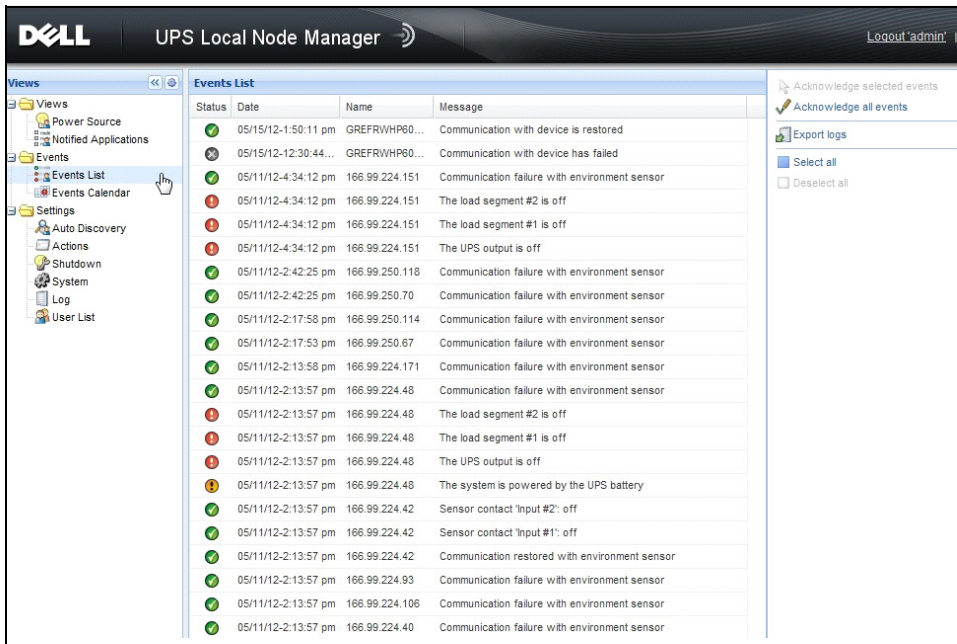 DELL UPS Local Node Manager Logout 'admin'
Views
Views
Power Source
Notified Applications
Events
Events List
Events Calendar
Settings
Auto Discovery
Actions
Shutdown
System
Log
User List
Events List
Status Date Name Message
05/15/12-1:50:11 pm GREFRWHP60... Communication with device is restored
05/15/12-12:30:44... GREFRWHP60... Communication with device has failed
05/11/12-4:34:12 pm 166.99.224.151 Communication failure with environment sensor
05/11/12-4:34:12 pm 166.99.224.151 The load segment #2 is off
05/11/12-4:34:12 pm 166.99.224.151 The load segment #1 is off
05/11/12-4:34:12 pm 166.99.224.151 The UPS output is off
05/11/12-2:42:25 pm 166.99.250.118 Communication failure with environment sensor
05/11/12-2:42:25 pm 166.99.250.70 Communication failure with environment sensor
05/11/12-2:17:58 pm 166.99.250.114 Communication failure with environment sensor
05/11/12-2:17:53 pm 166.99.250.67 Communication failure with environment sensor
05/11/12-2:13:58 pm 166.99.224.171 Communication failure with environment sensor
05/11/12-2:13:57 pm 166.99.224.48 Communication failure with environment sensor
05/11/12-2:13:57 pm 166.99.224.48 The load segment #2 is off
05/11/12-2:13:57 pm 166.99.224.48 The load segment #1 is off
05/11/12-2:13:57 pm 166.99.224.48 The UPS output is off
05/11/12-2:13:57 pm 166.99.224.48 The system is powered by the UPS battery
05/11/12-2:13:57 pm 166.99.224.42 Sensor contact 'Input #2': off
05/11/12-2:13:57 pm 166.99.224.42 Sensor contact 'Input #1': off
05/11/12-2:13:57 pm 166.99.224.42 Communication restored with environment sensor
05/11/12-2:13:57 pm 166.99.224.93 Communication failure with environment sensor
05/11/12-2:13:57 pm 166.99.224.106 Communication failure with environment sensor
05/11/12-2:13:57 pm 166.99.224.40 Communication failure with environment sensor
Acknowledge selected events
Acknowledge all events
Export logs
Select all
Deselect all